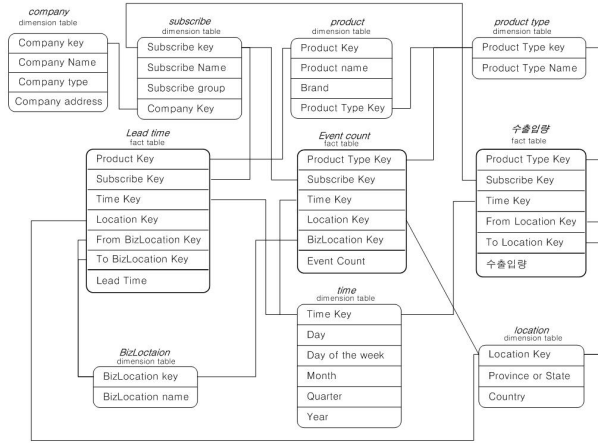 company
dimension table
Company key
Company Name
Company type
Company address
subscribe
dimension table
Subscribe key
Subscribe Name
Subscribe group
Company Key
product
dimension table
Product Key
Product name
Brand
Product Type Key
product type
dimension table
Product Type key
Product Type Name
Lead time
fact table
Product Key
Subscribe Key
Time Key
Location Key
From BizLocation Key
To BizLocation Key
Lead Time
Event count
fact table
Product Type Key
Subscribe Key
Time Key
Location Key
BizLocation Key
Event Count
수출입량
fact table
Product Type Key
Subscribe Key
Time Key
From Location Key
To Location Key
수출입량
BizLoctaion
dimension table
BizLocation key
BizLocation name
time
dimension table
Time Key
Day
Day of the week
Month
Quarter
Year
location
dimension table
Location Key
Province or State
Country